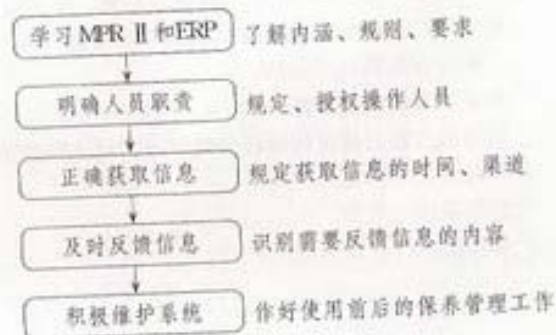 学习MPR Ⅱ和ERP 了解内涵、规则、要求
明确人员职责 规定、授权操作人员
正确获取信息 规定获取信息的时间、渠道
及时反馈信息 识别需要反馈信息的内容
积极维护系统 作好使用前后的保养管理工作